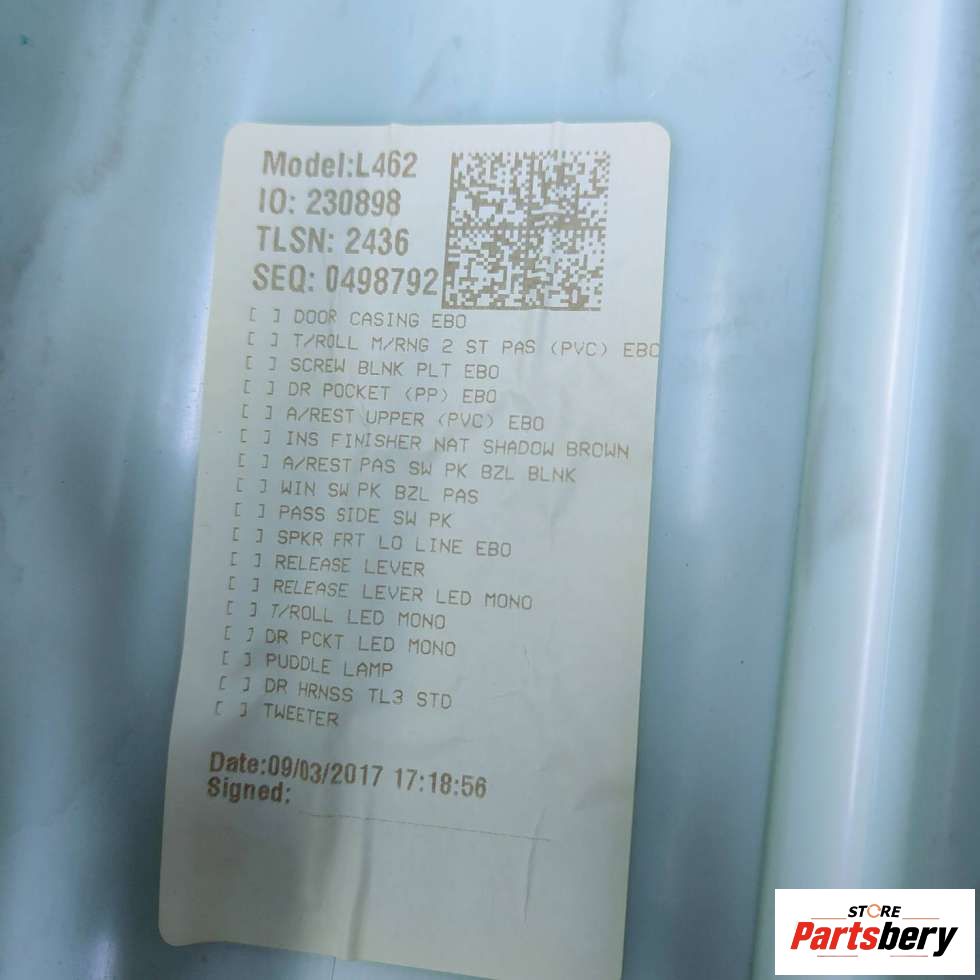 Model:L462
IO: 230898
TLSN: 2436
SEQ: 0498792
[ ] DOOR CASING EBO
[ ] T/ROLL M/RNG 2 ST PAS (PVC) EBO
[ ] SCREW BLNK PLT EBO
[ ] DR POCKET (PP) EBO
[ ] A/REST UPPER (PVC) EBO
[ ] INS FINISHER NAT SHADOW BROWN
[ ] A/REST PAS SW PK BZL BLNK
[ ] WIN SW PK BZL PAS
[ ] PASS SIDE SW PK
[ ] SPKR FRT LO LINE EBO
[ ] RELEASE LEVER
[ ] RELEASE LEVER LED MONO
[ ] T/ROLL LED MONO
[ ] DR PCKT LED MONO
[ ] PUDDLE LAMP
[ ] DR HRNSS TL3 STD
[ ] TWEETER
Date:09/03/2017 17:18:56
Signed:
STORE
Partsbery